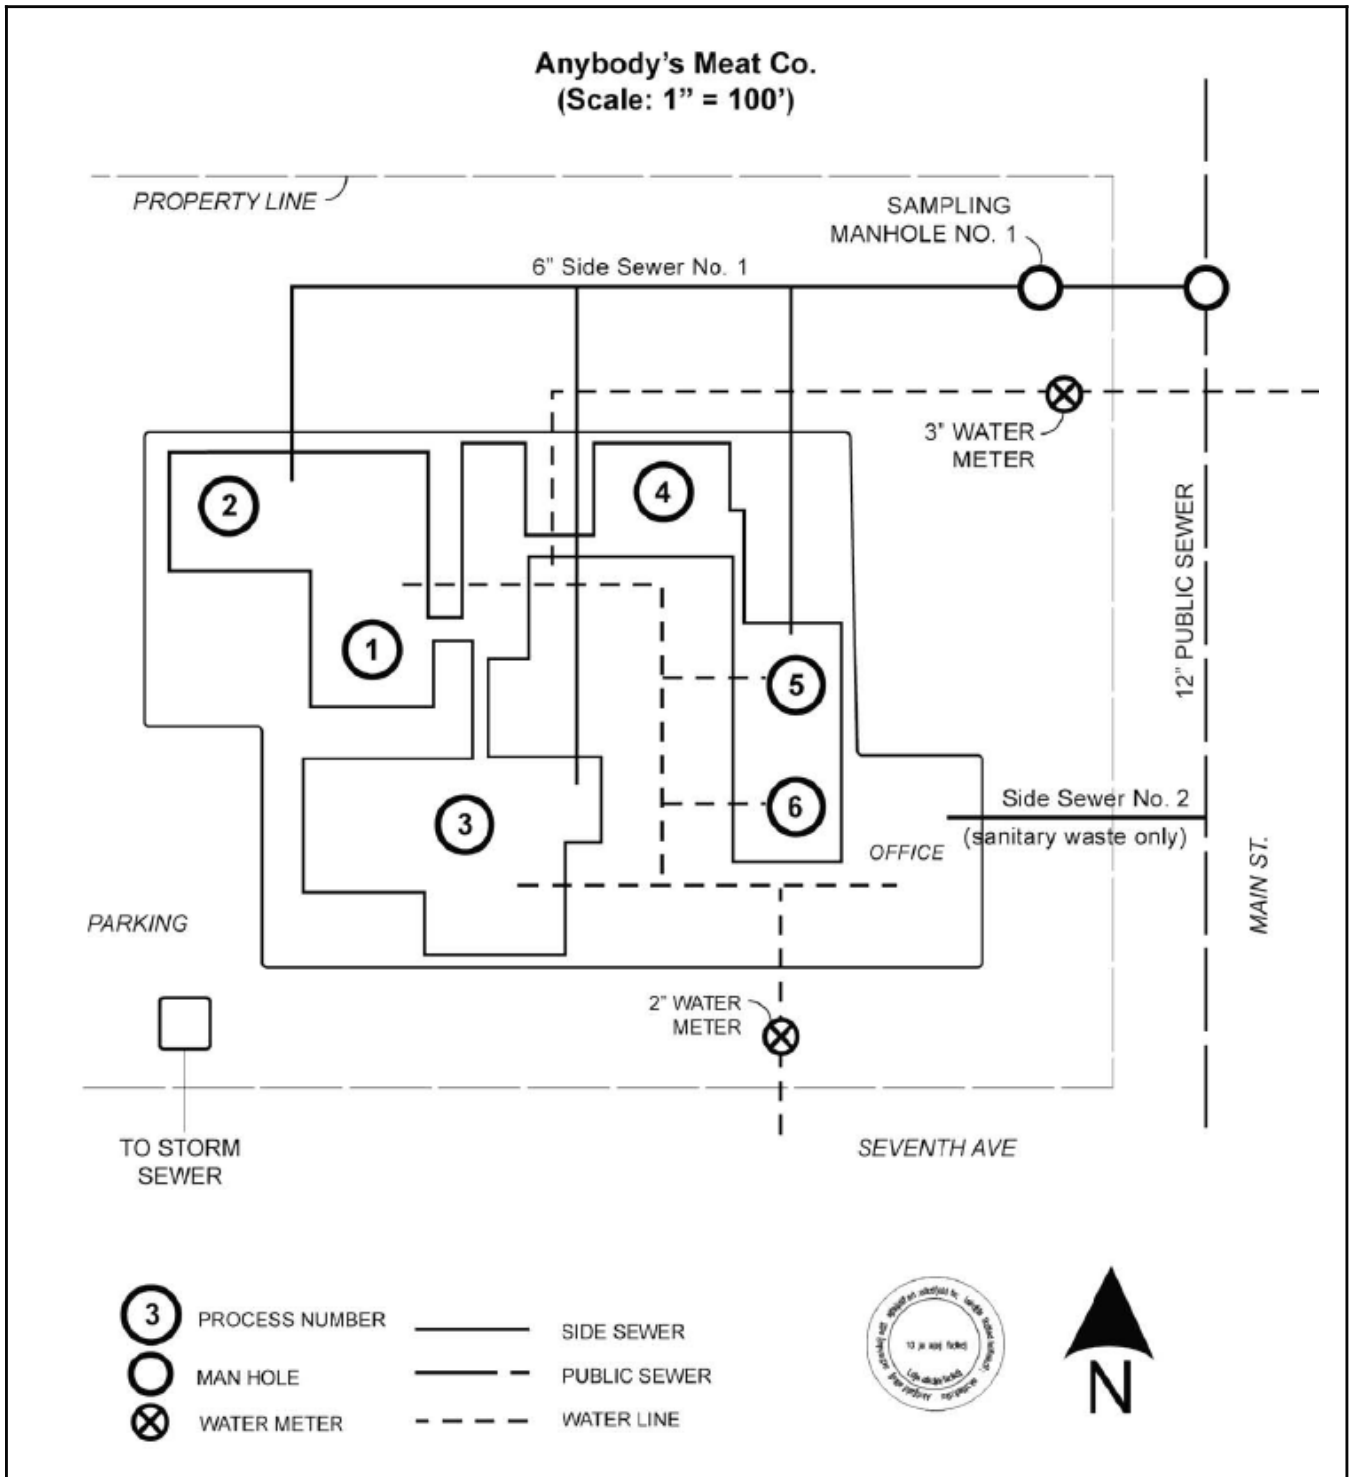 Anybody's Meat Co.
(Scale: 1” = 100')
PROPERTY LINE
SAMPLING
MANHOLE NO. 1
6" Side Sewer No. 1
3" WATER
METER
2
4
12" PUBLIC SEWER
1
5
Side Sewer No. 2
6
3
(sanitary waste only)
OFFICE
MAIN ST.
PARKING
2" WATER
METER
TO STORM
SEWER
SEVENTH AVE
3 PROCESS NUMBER
SIDE SEWER
MAN HOLE
PUBLIC SEWER
WATER METER
WATER LINE
N